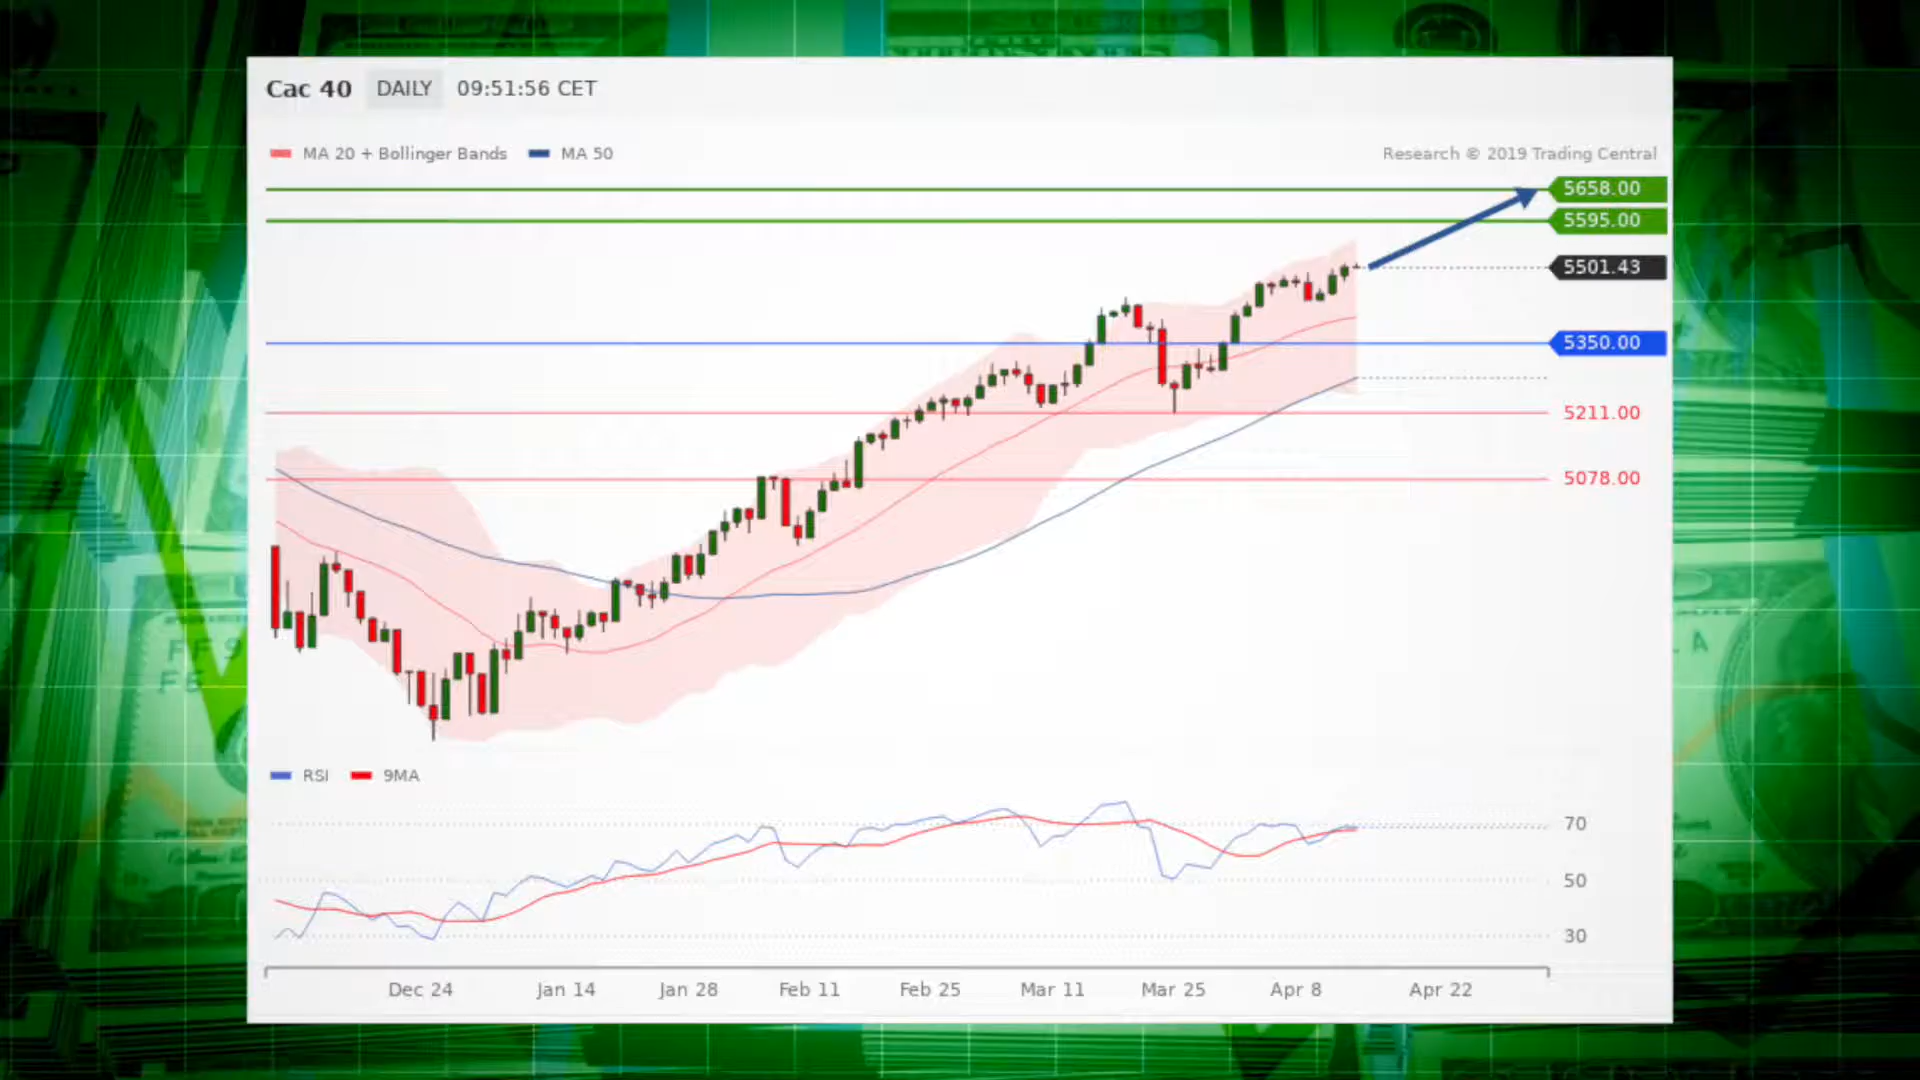 Cac 40 DAILY 09:51:56 CET
MA 20 + Bollinger Bands MA 50
Research © 2019 Trading Central
5658.00
5595.00
5501.43
5350.00
5211.00
5078.00
RSI 9MA
70
50
30
Dec 24 Jan 14 Jan 28 Feb 11 Feb 25 Mar 11 Mar 25 Apr 8 Apr 22